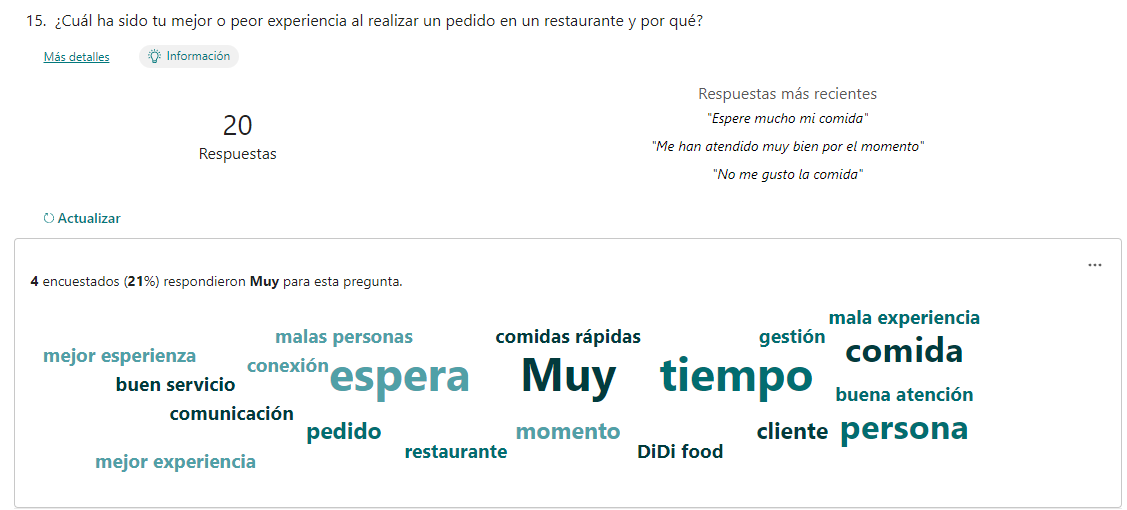 15. ¿Cuál ha sido tu mejor o peor experiencia al realizar un pedido en un restaurante y por qué?
Más detalles
Información
20
Respuestas
Respuestas más recientes
"Espere mucho mi comida"
"Me han atendido muy bien por el momento"
"No me gusto la comida"
Actualizar
4 encuestados (21%) respondieron Muy para esta pregunta.
mala experiencia
malas personas
comidas rápidas
gestión
mejor esperienza
conexión
comida
buen servicio
espera
Muy
tiempo
buena atención
comunicación
pedido
momento
cliente
persona
restaurante
DiDi food
mejor experiencia